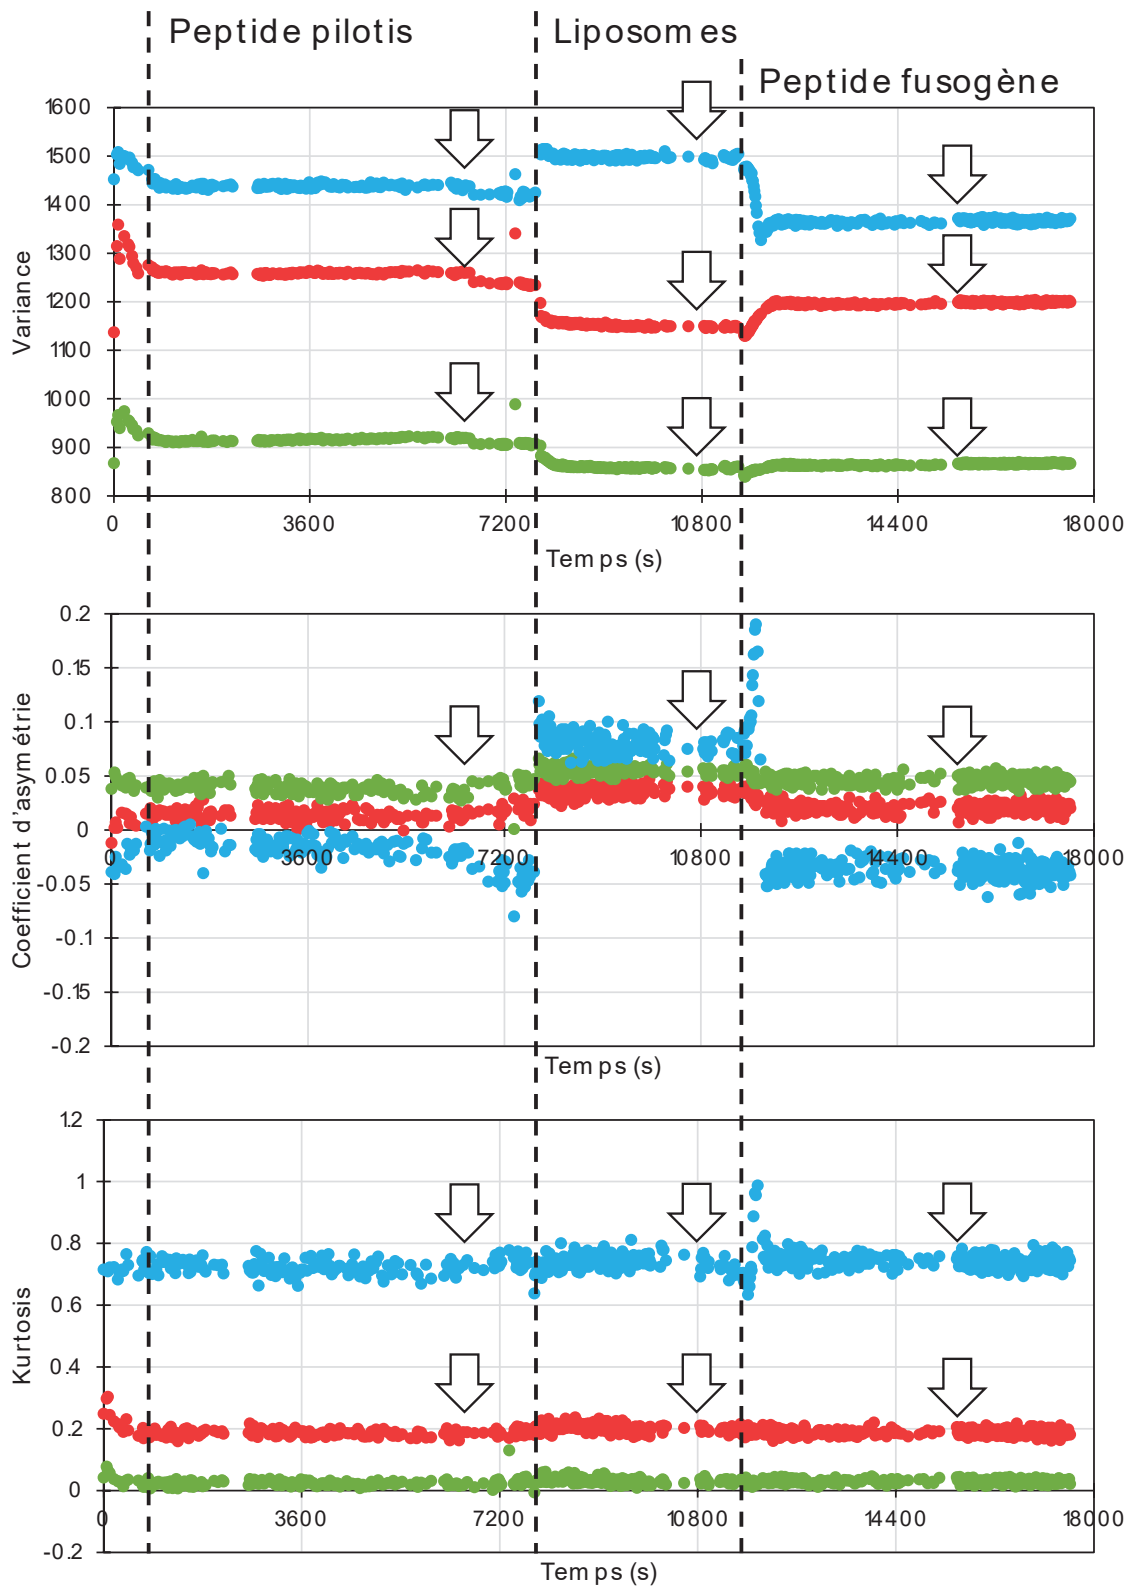 Peptide pilotis
Liposomes
Peptide fusogène
1600
1500
1400
1300
1200
1100
1000
900
800
Variance
0 3600 7200 10800 14400 18000
Temps (s)
0.2
0.15
0.1
0.05
0
-0.05
-0.1
-0.15
-0.2
Coefficient d'asymétrie
0 3600 7200 10800 14400 18000
Temps (s)
1.2
1
0.8
0.6
0.4
0.2
0
-0.2
Kurtosis
0 3600 7200 10800 14400 18000
Temps (s)